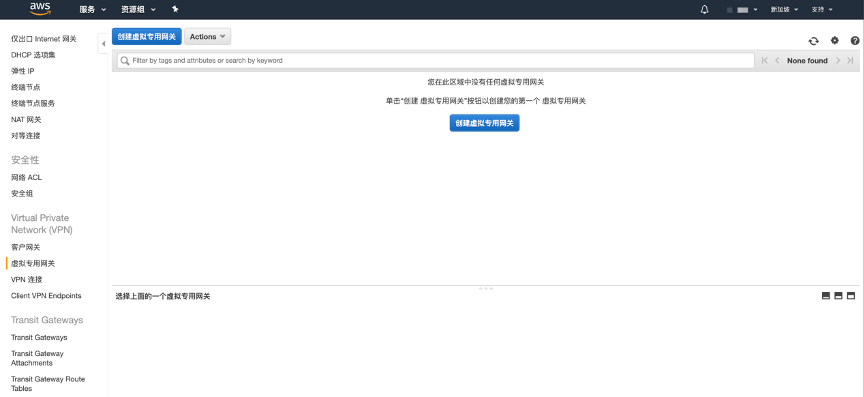 aws 服务 资源组 新加坡 支持
仅出口 Internet 网关
DHCP 选项集
弹性 IP
终端节点
终端节点服务
NAT 网关
对等连接
安全性
网络 ACL
安全组
Virtual Private
Network (VPN)
客户网关
虚拟专用网关
VPN 连接
Client VPN Endpoints
Transit Gateways
Transit Gateways
Transit Gateway
Attachments
Transit Gateway Route
Tables
创建虚拟专用网关 Actions
Filter by tags and attributes or search by keyword None found
您在此区域中没有任何虚拟专用网关
单击“创建 虚拟专用网关”按钮以创建您的第一个 虚拟专用网关
创建虚拟专用网关
选择上面的一个虚拟专用网关